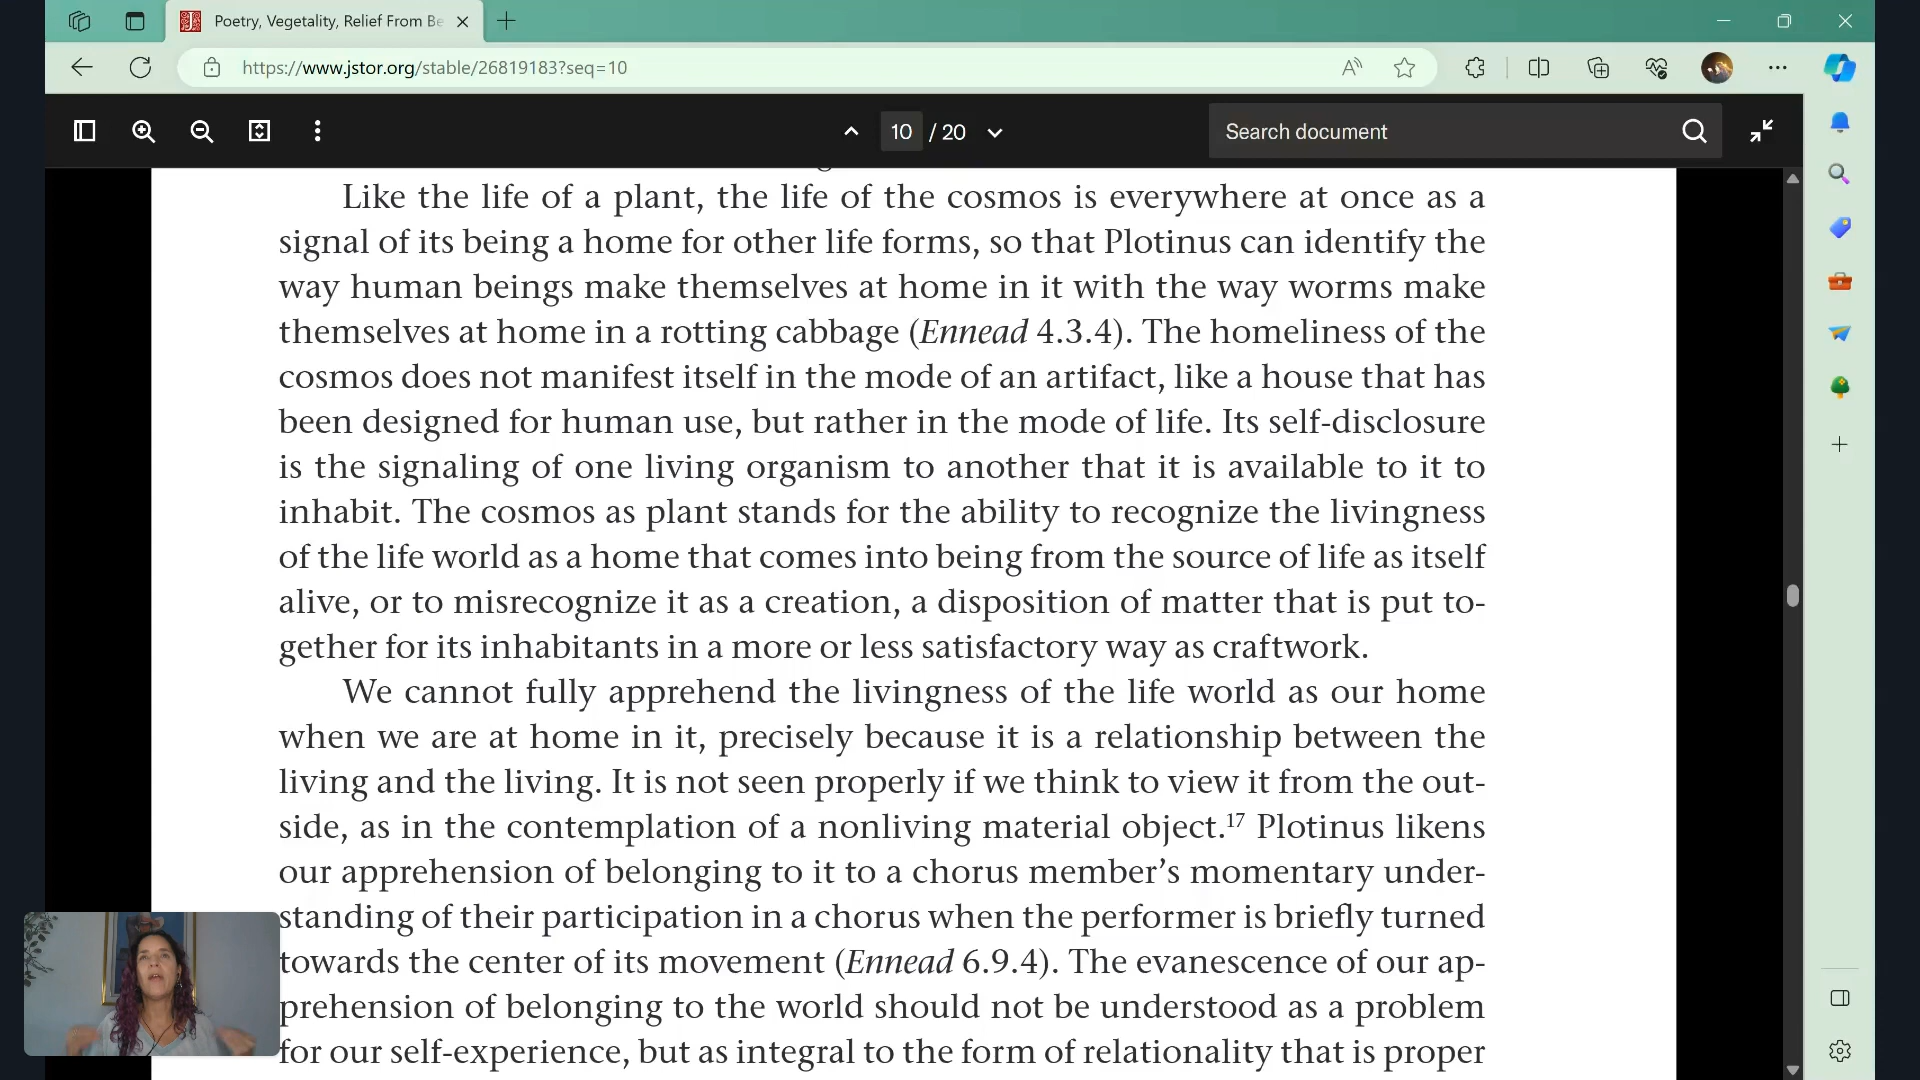 Poetry, Vegetality, Relief From Be
https://www.jstor.org/stable/26819183?seq=10
10 / 20
Search document
Like the life of a plant, the life of the cosmos is everywhere at once as a
signal of its being a home for other life forms, so that Plotinus can identify the
way human beings make themselves at home in it with the way worms make
themselves at home in a rotting cabbage (Ennead 4.3.4). The homeliness of the
cosmos does not manifest itself in the mode of an artifact, like a house that has
been designed for human use, but rather in the mode of life. Its self-disclosure
is the signaling of one living organism to another that it is available to it to
inhabit. The cosmos as plant stands for the ability to recognize the livingness
of the life world as a home that comes into being from the source of life as itself
alive, or to misrecognize it as a creation, a disposition of matter that is put to-
gether for its inhabitants in a more or less satisfactory way as craftwork.
We cannot fully apprehend the livingness of the life world as our home
when we are at home in it, precisely because it is a relationship between the
living and the living. It is not seen properly if we think to view it from the out-
side, as in the contemplation of a nonliving material object.17 Plotinus likens
our apprehension of belonging to it to a chorus member’s momentary under-
standing of their participation in a chorus when the performer is briefly turned
towards the center of its movement (Ennead 6.9.4). The evanescence of our ap-
prehension of belonging to the world should not be understood as a problem
for our self-experience, but as integral to the form of relationality that is proper